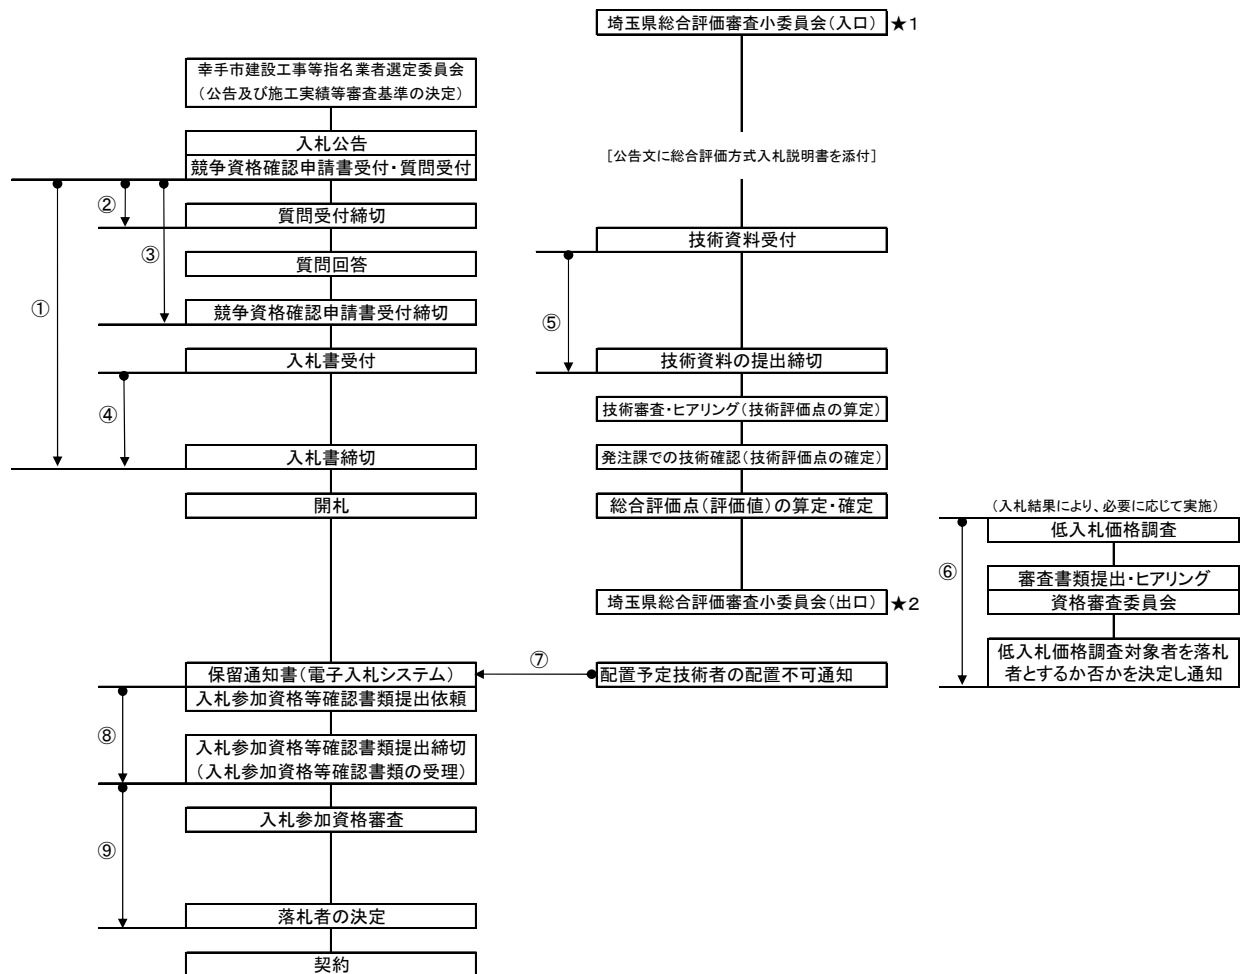 埼玉県総合評価審査小委員会(入口)
★1
幸手市建設工事等指名業者選定委員会
(公告及び施工実績等審査基準の決定)
入札公告
競争資格確認申請書受付・質問受付
[公告文に総合評価方式入札説明書を添付]
②
質問受付締切
技術資料受付
③
質問回答
①
競争資格確認申請書受付締切
⑤
入札書受付
技術資料の提出締切
④
技術審査・ヒアリング(技術評価点の算定)
入札書締切
発注課での技術確認(技術評価点の確定)
開札
総合評価点(評価値)の算定・確定
(入札結果により、必要に応じて実施)
低入札価格調査
⑥
審査書類提出・ヒアリング
資格審査委員会
埼玉県総合評価審査小委員会(出口)
★2
低入札価格調査対象者を落札
者とするか否かを決定し通知
保留通知書(電子入札システム)
⑦
配置予定技術者の配置不可通知
入札参加資格等確認書類提出依頼
⑧
入札参加資格等確認書類提出締切
(入札参加資格等確認書類の受理)
入札参加資格審査
⑨
落札者の決定
契約